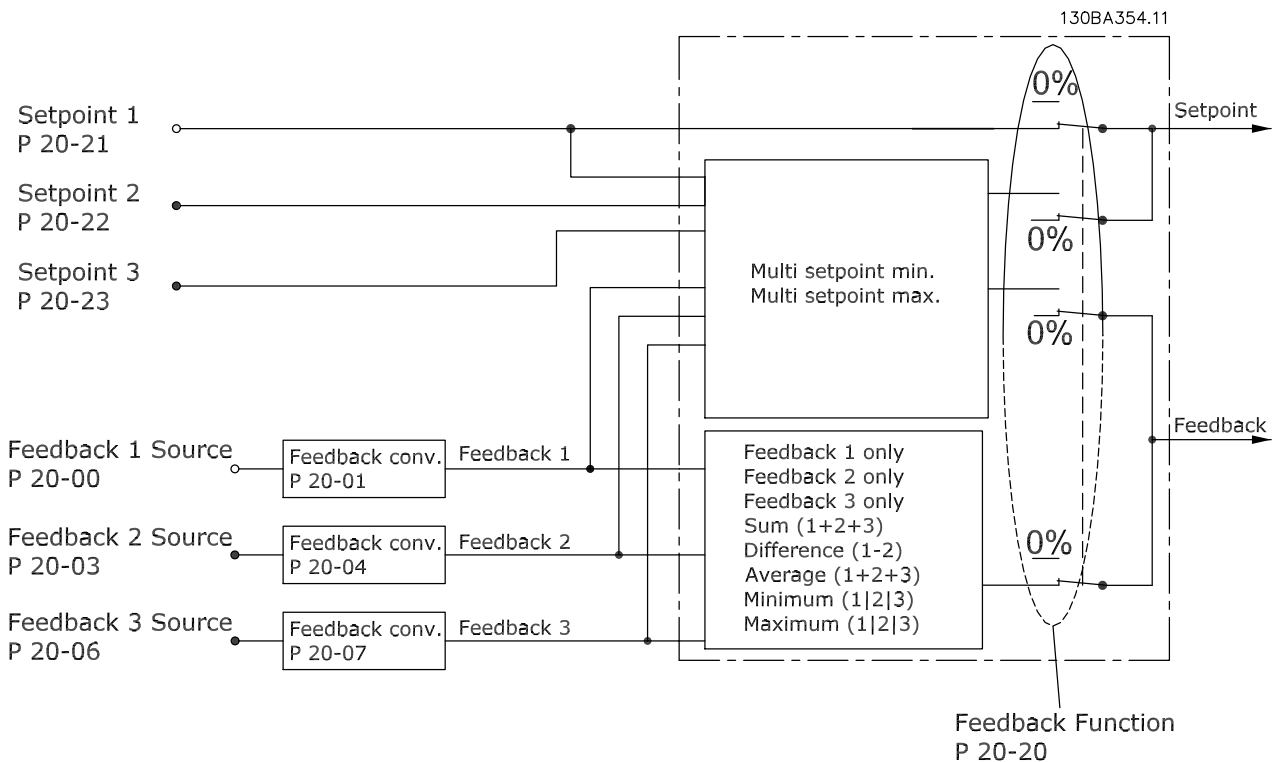 130BA354.11
0%
Setpoint 1
P 20-21
Setpoint
Setpoint 2
P 20-22
0%
Setpoint 3
P 20-23
Multi setpoint min.
Multi setpoint max.
0%
Feedback
Feedback 1 Source
P 20-00
Feedback conv.
P 20-01
Feedback 1
Feedback 1 only
Feedback 2 only
Feedback 3 only
Sum (1+2+3)
Difference (1-2)
Average (1+2+3)
Minimum (1|2|3)
Maximum (1|2|3)
0%
Feedback 2 Source
P 20-03
Feedback conv.
P 20-04
Feedback 2
Feedback 3 Source
P 20-06
Feedback conv.
P 20-07
Feedback 3
Feedback Function
P 20-20